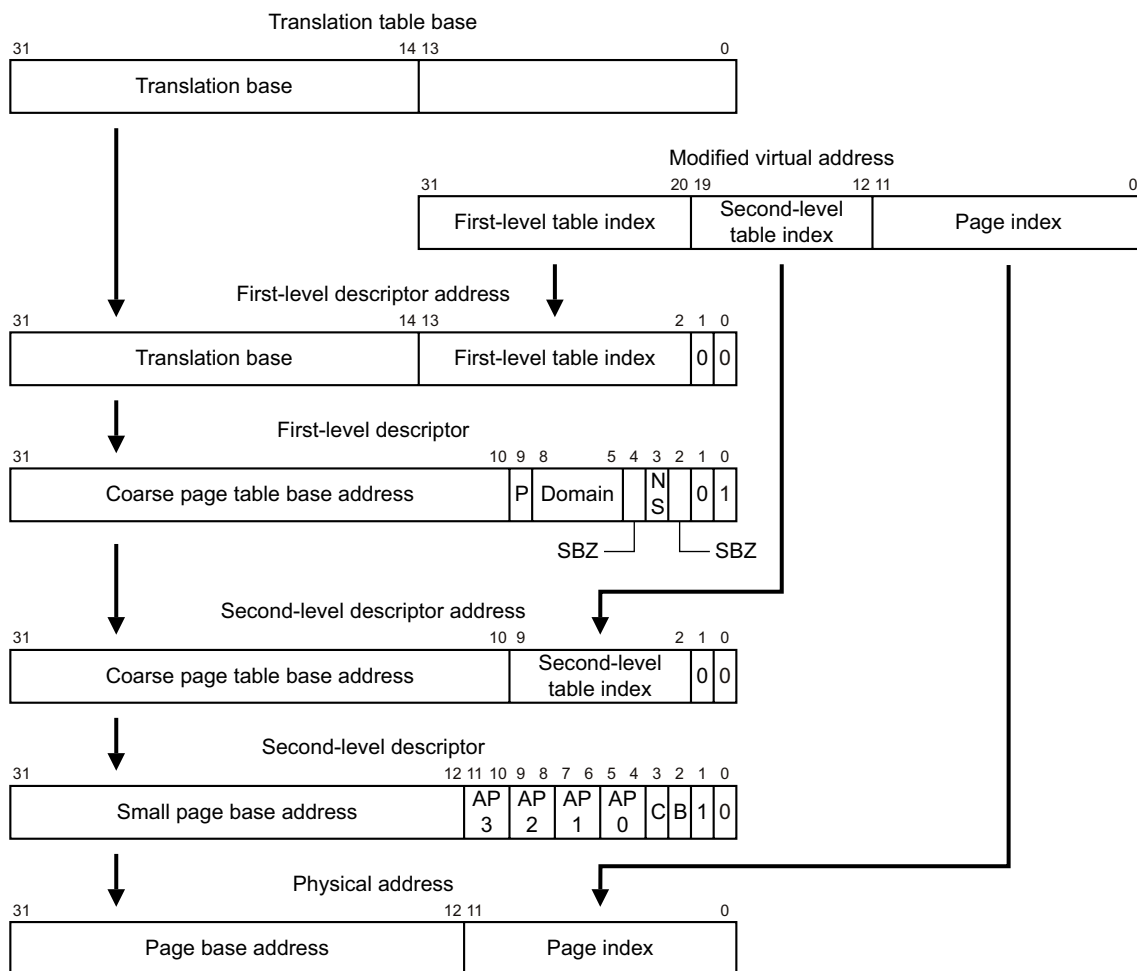 Translation table base
31 14 13 0
Translation base
Modified virtual address
31 20 19 12 11 0
First-level table index Second-level table index Page index
First-level descriptor address
31 14 13 2 1 0
Translation base First-level table index 0 0
First-level descriptor
31 10 9 8 5 4 3 2 1 0
Coarse page table base address P Domain N S 0 1
SBZ SBZ
Second-level descriptor address
31 10 9 2 1 0
Coarse page table base address Second-level table index 0 0
Second-level descriptor
31 12 11 10 9 8 7 6 5 4 3 2 1 0
Small page base address AP 3 AP 2 AP 1 AP 0 C B 1 0
Physical address
31 12 11 0
Page base address Page index